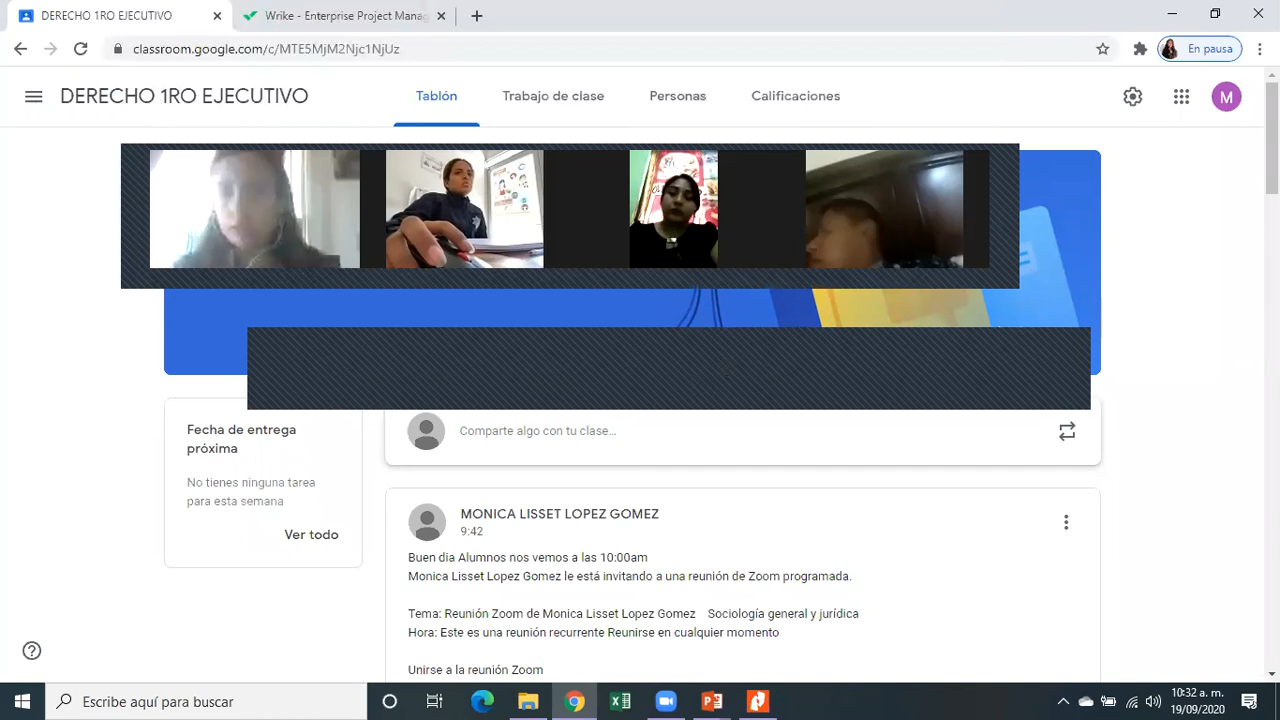 DERECHO 1RO EJECUTIVO
Wrike - Enterprise Project Manag
classroom.google.com/c/MTE5MjM2Njc1NjUz
En pausa
DERECHO 1RO EJECUTIVO
Tablón
Trabajo de clase
Personas
Calificaciones
M
Fecha de entrega
próxima
No tienes ninguna tarea
para esta semana
Ver todo
Comparte algo con tu clase...
MONICA LISSET LOPEZ GOMEZ
9:42
Buen dia Alumnos nos vemos a las 10:00am
Monica Lisset Lopez Gomez le está invitando a una reunión de Zoom programada.
Tema: Reunión Zoom de Monica Lisset Lopez Gomez Sociología general y jurídica
Hora: Este es una reunión recurrente Reunirse en cualquier momento
Unirse a la reunión Zoom
Escribe aquí para buscar
10:32 a. m.
19/09/2020